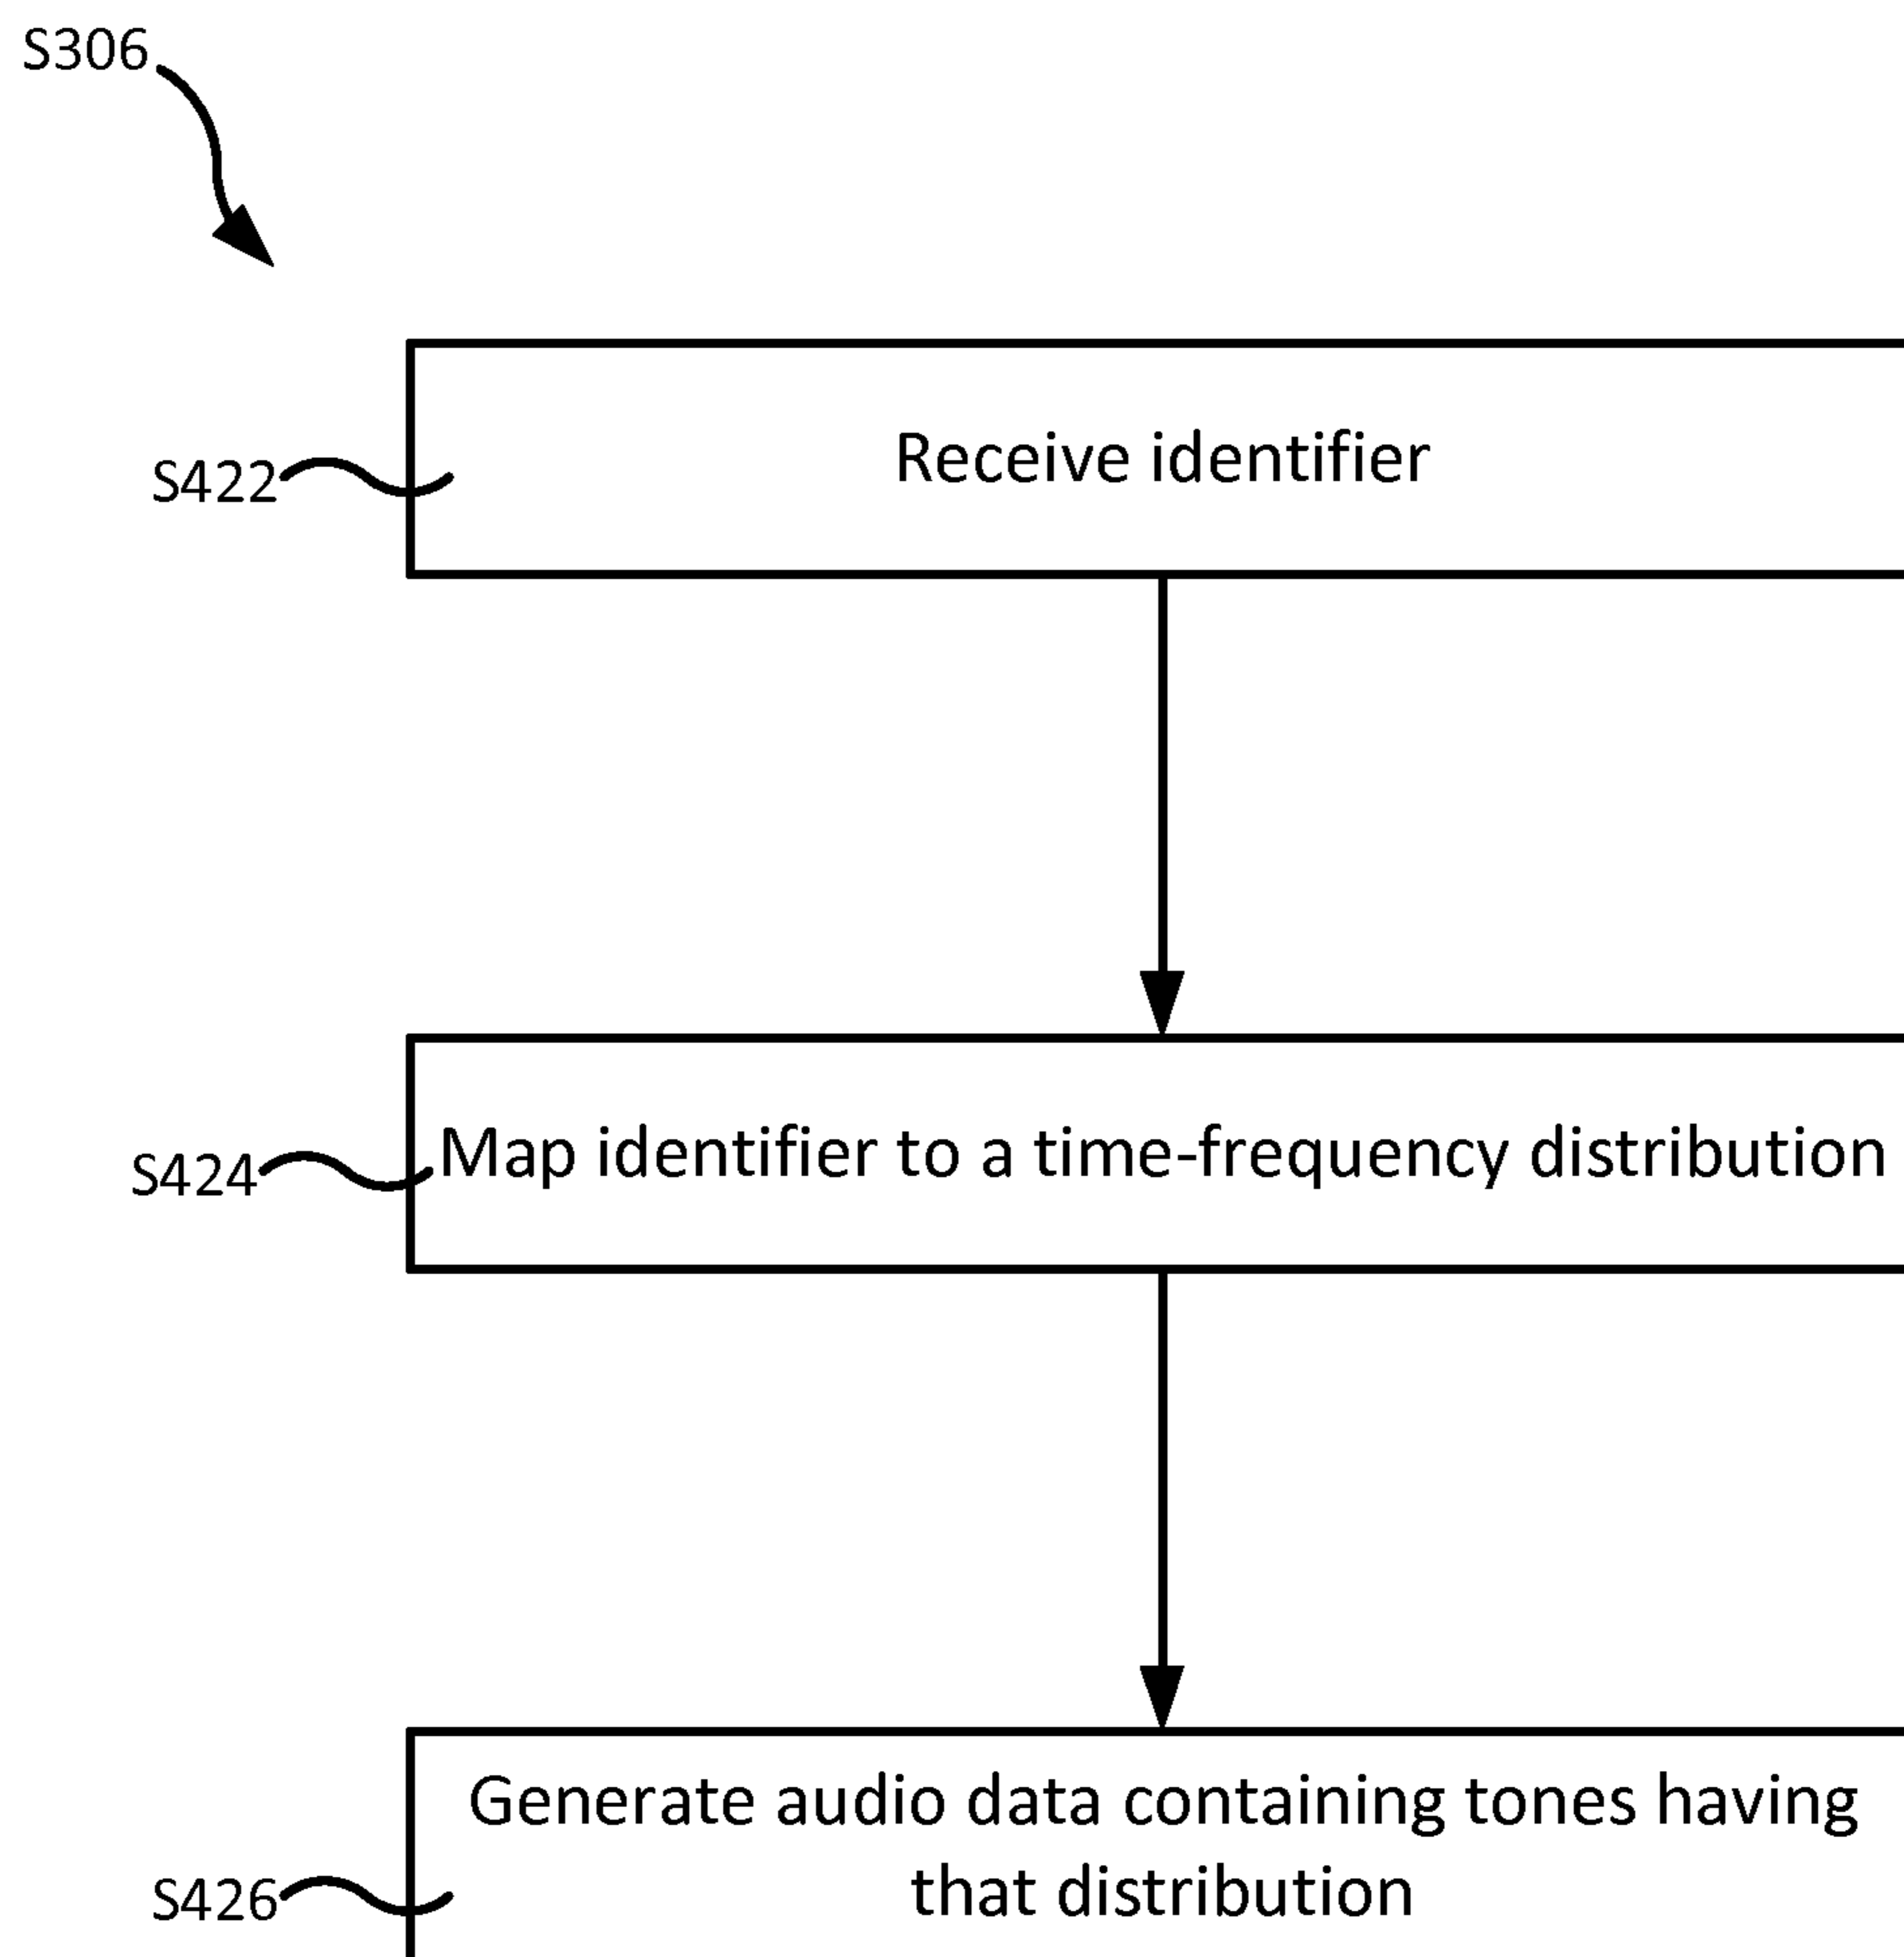 S306
Receive identifier
S422
Map identifier to a time-frequency distribution
S424
Generate audio data containing tones having
that distribution
S426